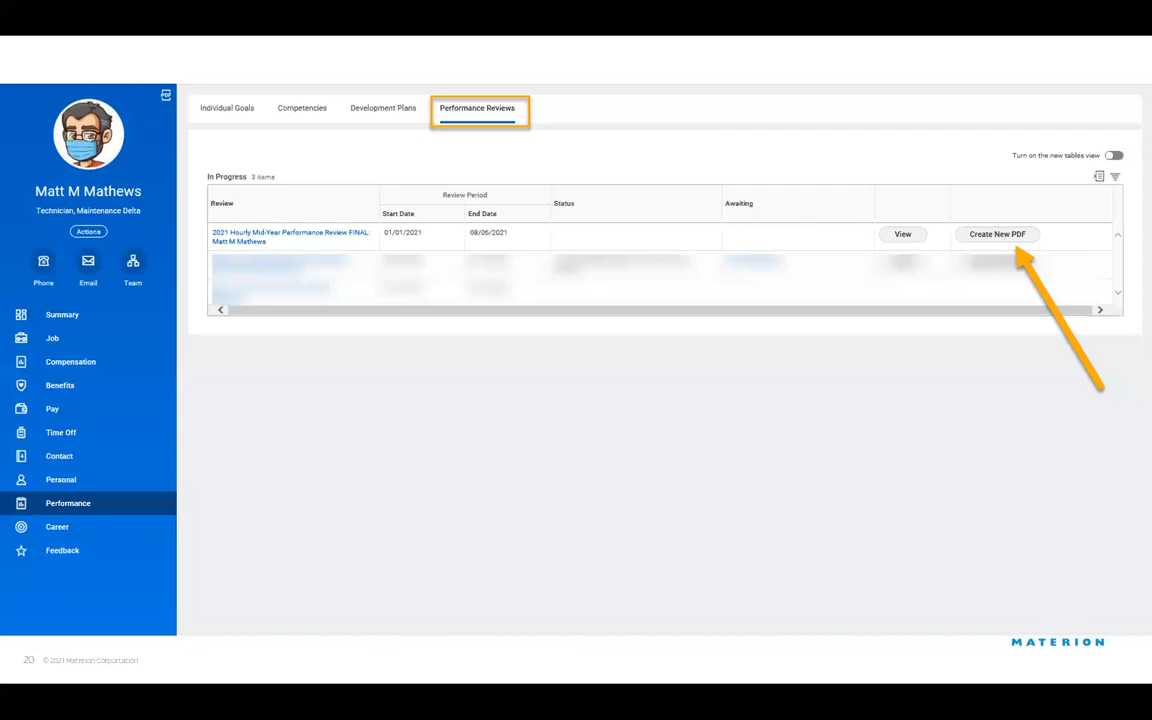 PDF
Matt M Mathews
Technician, Maintenance Delta
Actions
Phone
Email
Team
Summary
Job
Compensation
Benefits
Pay
Time Off
Contact
Personal
Performance
Career
Feedback
Individual Goals
Competencies
Development Plans
Performance Reviews
Turn on the new tables view
In Progress 3 items
Review
Review Period
Start Date
End Date
Status
Awaiting
2021 Hourly Mid-Year Performance Review FINAL:
Matt M Mathews
01/01/2021
08/06/2021
View
Create New PDF
MATERION
20 © 2021 Materion Corporation